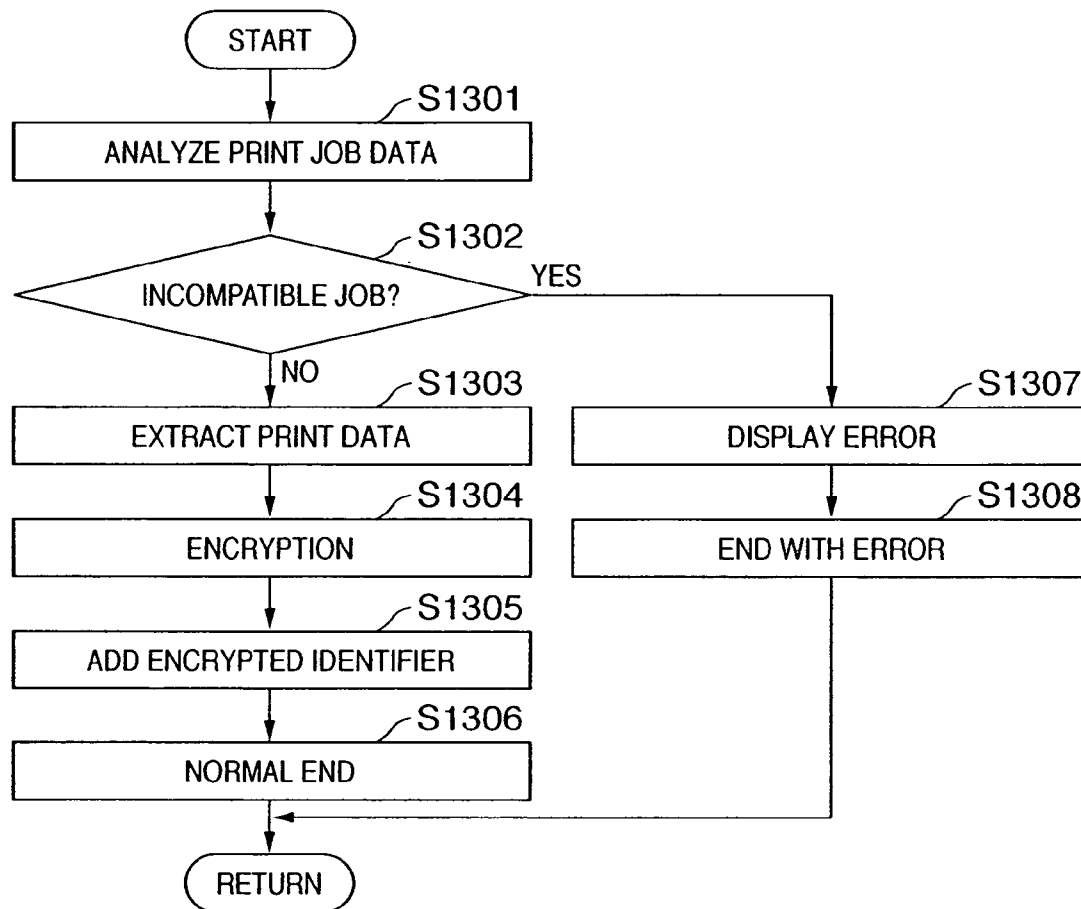 START
S1301
ANALYZE PRINT JOB DATA
S1302
INCOMPATIBLE JOB?
YES
NO
S1303
EXTRACT PRINT DATA
S1307
DISPLAY ERROR
S1304
ENCRYPTION
S1308
END WITH ERROR
S1305
ADD ENCRYPTED IDENTIFIER
S1306
NORMAL END
RETURN